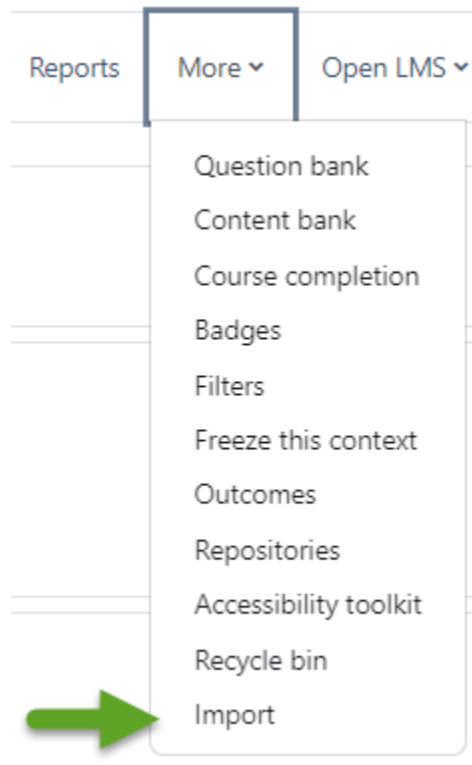 Reports More Open LMS
Question bank
Content bank
Course completion
Badges
Filters
Freeze this context
Outcomes
Repositories
Accessibility toolkit
Recycle bin
Import